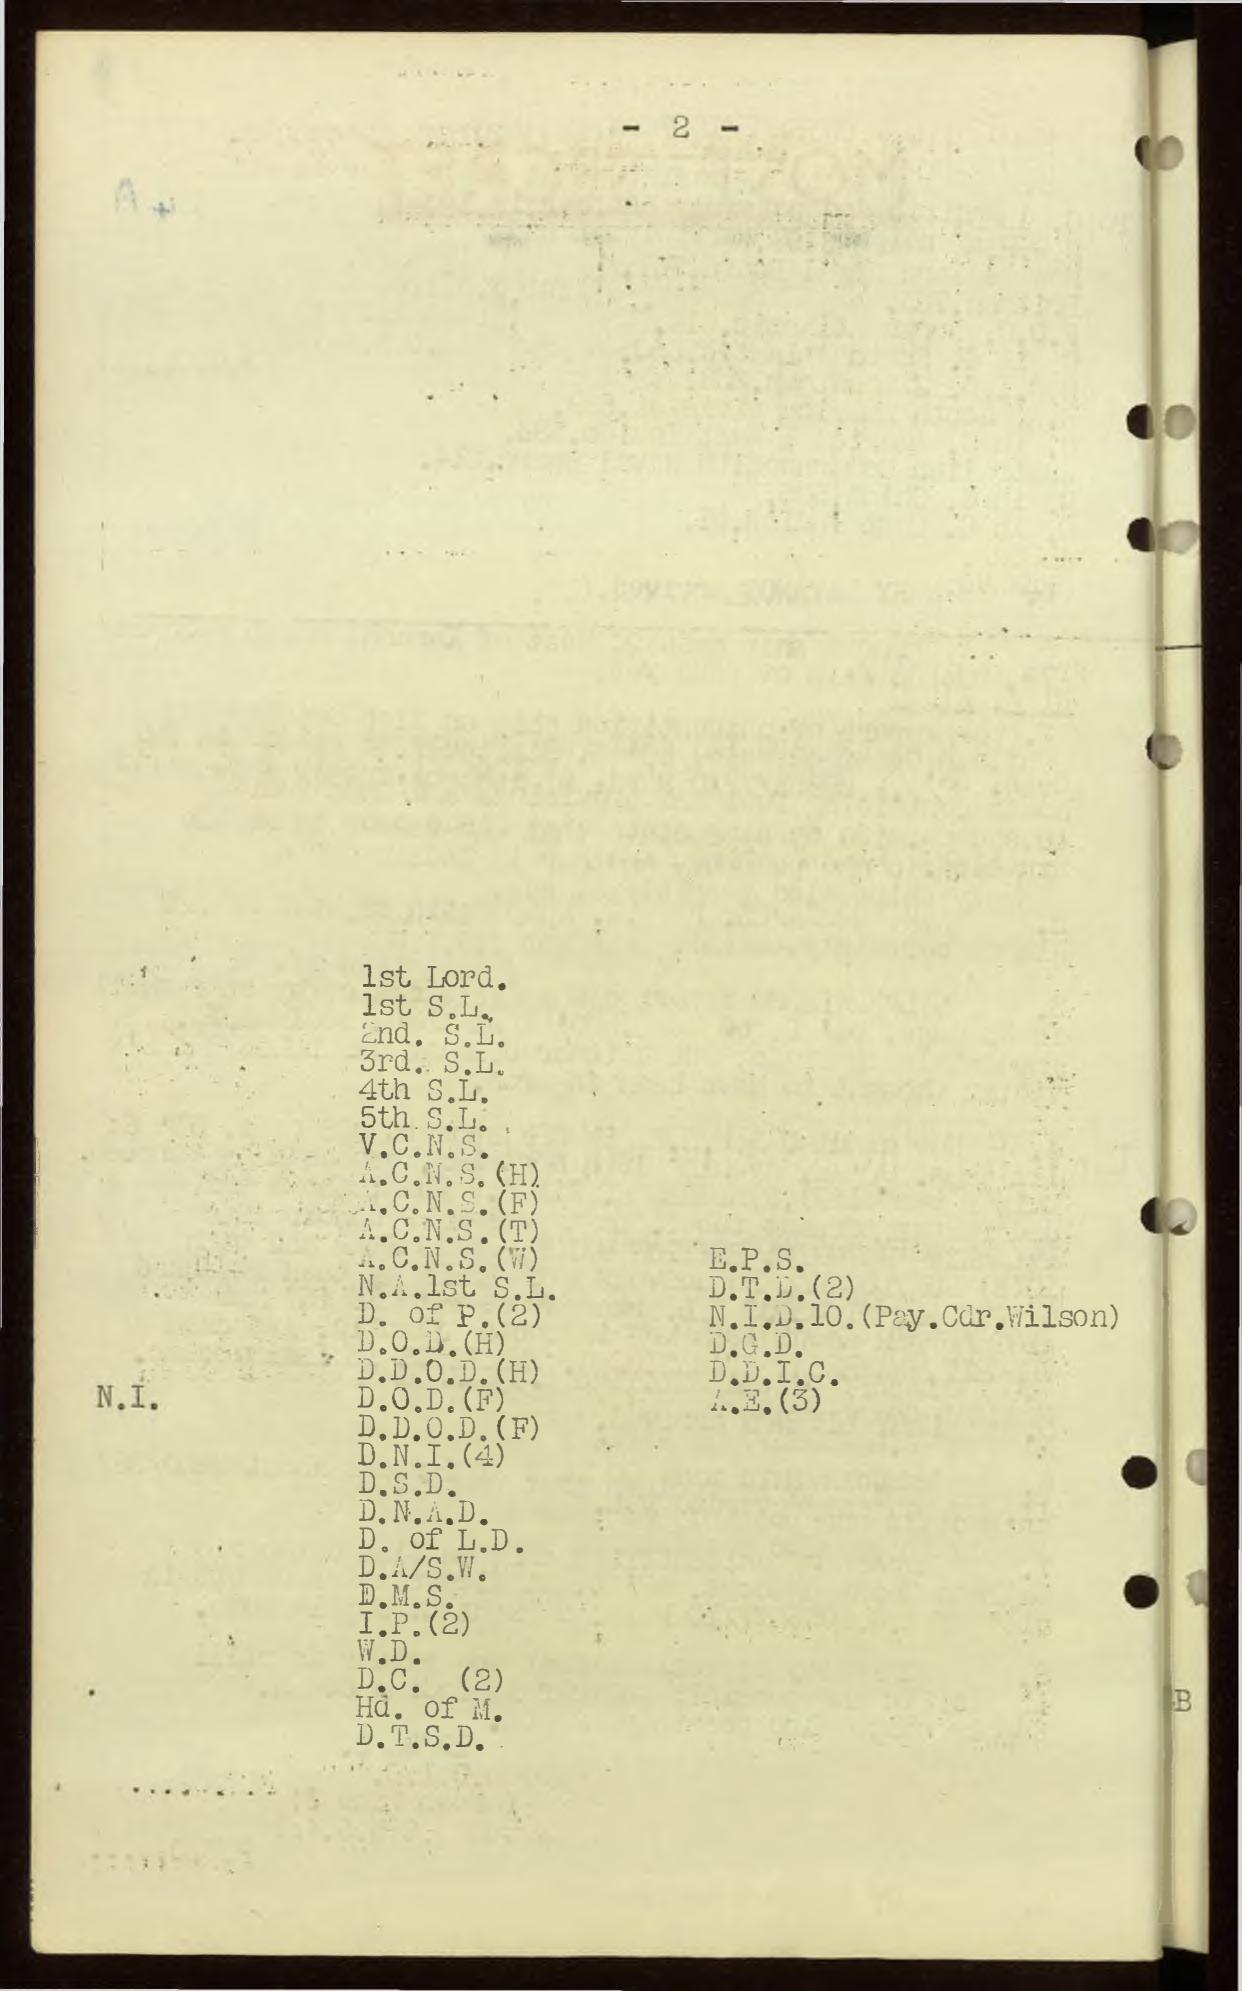 - 2 -
1st Lord.
1st S.L.
2nd. S.L.
3rd. S.L.
4th S.L.
5th S.L.
V.C.N.S.
A.C.N.S.(H)
A.C.N.S.(F)
A.C.N.S.(T)
A.C.N.S.(W)
N.A.1st S.L.
D. of P.(2)
D.O.D.(H)
D.D.O.D.(H)
N.I. D.O.D.(F)
D.D.O.D.(F)
D.N.I.(4)
D.S.D.
D.N.A.D.
D. of L.D.
D.A/S.W.
D.M.S.
I.P.(2)
W.D.
D.C. (2)
Hd. of M.
D.T.S.D.
E.P.S.
D.T.D.(2)
N.I.D.10.(Pay.Cdr.Wilson)
D.G.D.
D.D.I.C.
A.E.(3)
B